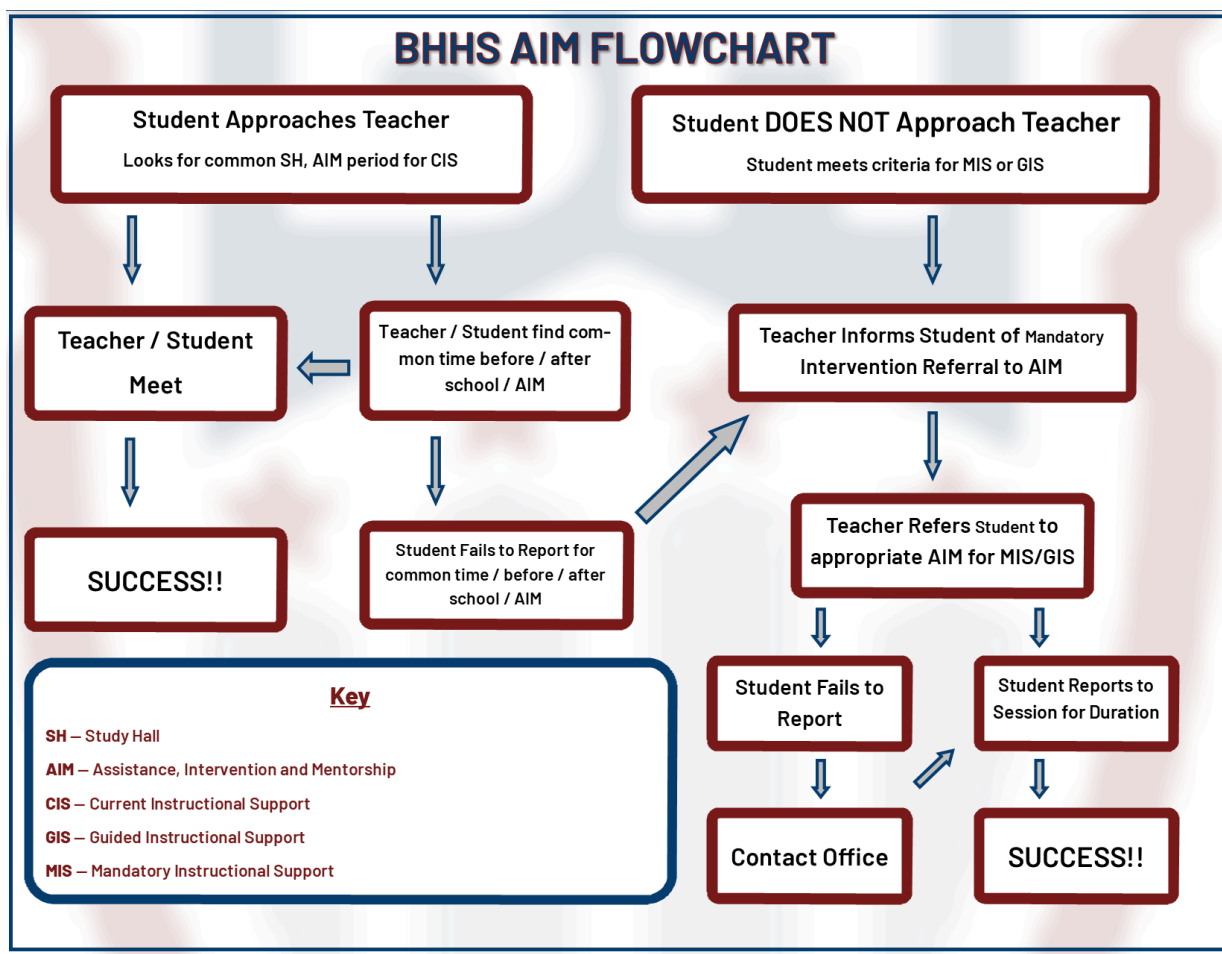 BHHS AIM FLOWCHART
Student Approaches Teacher
Looks for common SH, AIM period for CIS
Student DOES NOT Approach Teacher
Student meets criteria for MIS or GIS
Teacher / Student
Meet
Teacher / Student find com-
mon time before / after
school / AIM
Teacher Informs Student of Mandatory
Intervention Referral to AIM
SUCCESS!!
Student Fails to Report for
common time / before / after
school / AIM
Teacher Refers Student to
appropriate AIM for MIS/GIS
Student Fails to
Report
Student Reports to
Session for Duration
Contact Office
SUCCESS!!
Key
SH – Study Hall
AIM – Assistance, Intervention and Mentorship
CIS – Current Instructional Support
GIS – Guided Instructional Support
MIS – Mandatory Instructional Support